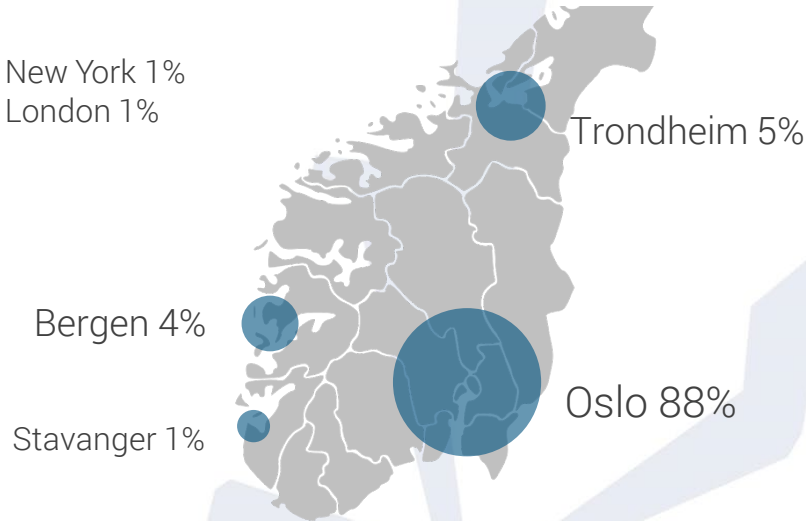 New York 1%
London 1%
Trondheim 5%
Bergen 4%
Oslo 88%
Stavanger 1%